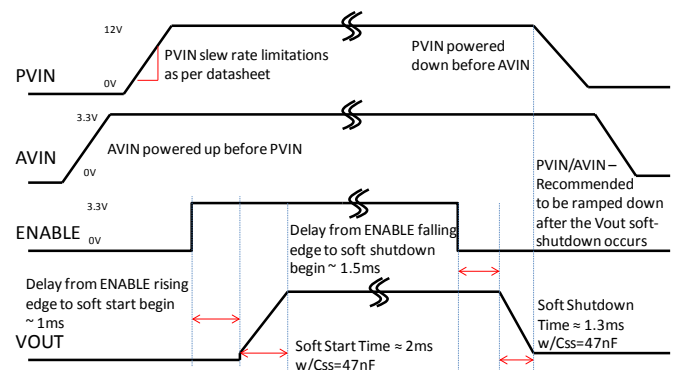 12V
PVIN
0V
PVIN slew rate limitations
as per datasheet
PVIN powered
down before AVIN
3.3V
AVIN
0V
AVIN powered up before PVIN
PVIN/AVIN –
Recommended
to be ramped down
after the Vout soft-
shutdown occurs
3.3V
ENABLE
0V
Delay from ENABLE falling
edge to soft shutdown
begin ~ 1.5ms
Delay from ENABLE rising
edge to soft start begin
~ 1ms
VOUT
Soft Start Time ≈ 2ms
w/Css=47nF
Soft Shutdown
Time ≈ 1.3ms
w/Css=47nF